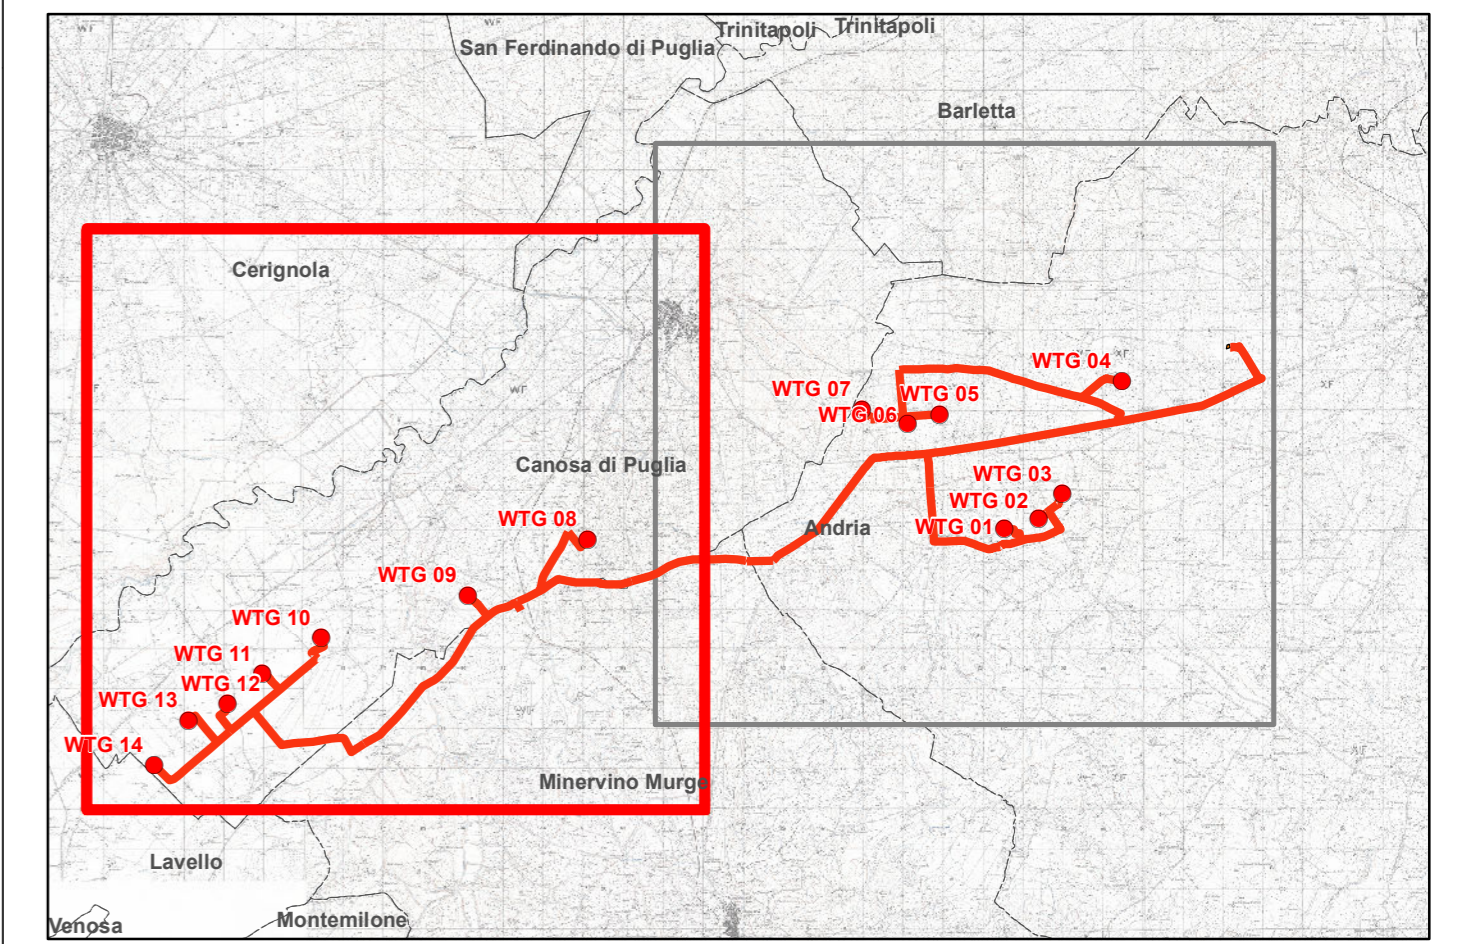 Trinitapoli
Trinitapoli
San Ferdinando di Puglia
Barletta
Cerignola
WTG 04
WTG 07
WTG 05
WTG 06
Canosa di Puglia
WTG 03
WTG 02
WTG 08
WTG 01
Andria
WTG 09
WTG 10
WTG 11
WTG 12
WTG 13
WTG 14
Minervino Murge
Lavello
Montemilone
Venosa